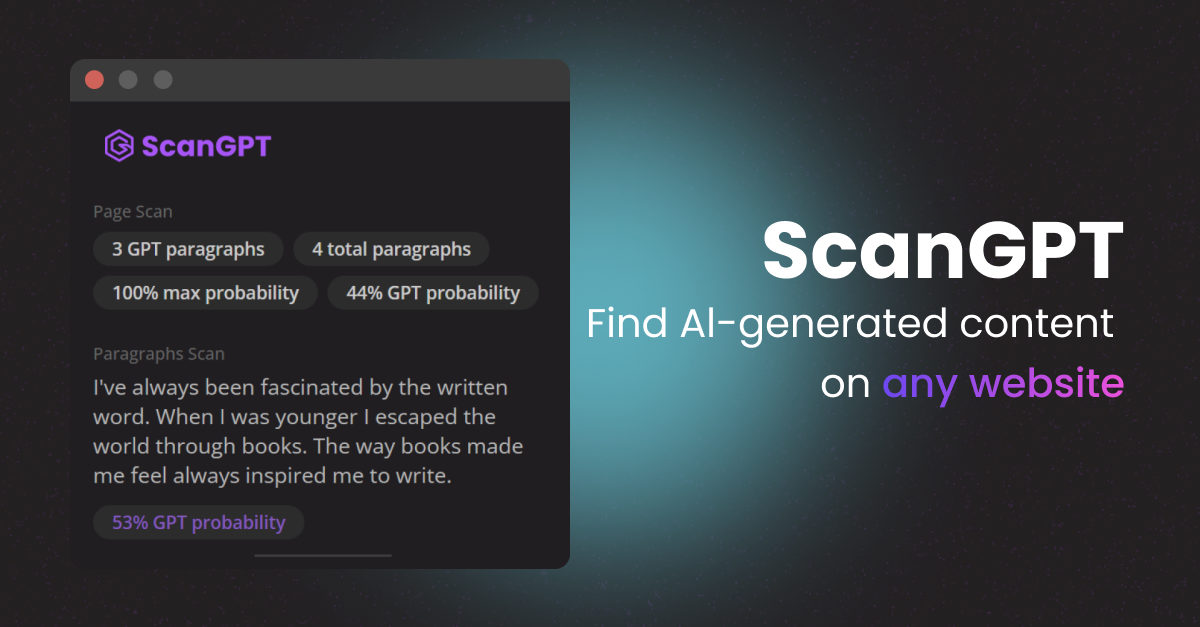 ScanGPT
Page Scan
3 GPT paragraphs
4 total paragraphs
100% max probability
44% GPT probability
Paragraphs Scan
I've always been fascinated by the written
word. When I was younger I escaped the
world through books. The way books made
me feel always inspired me to write.
53% GPT probability
ScanGPT
Find AI-generated content
on any website